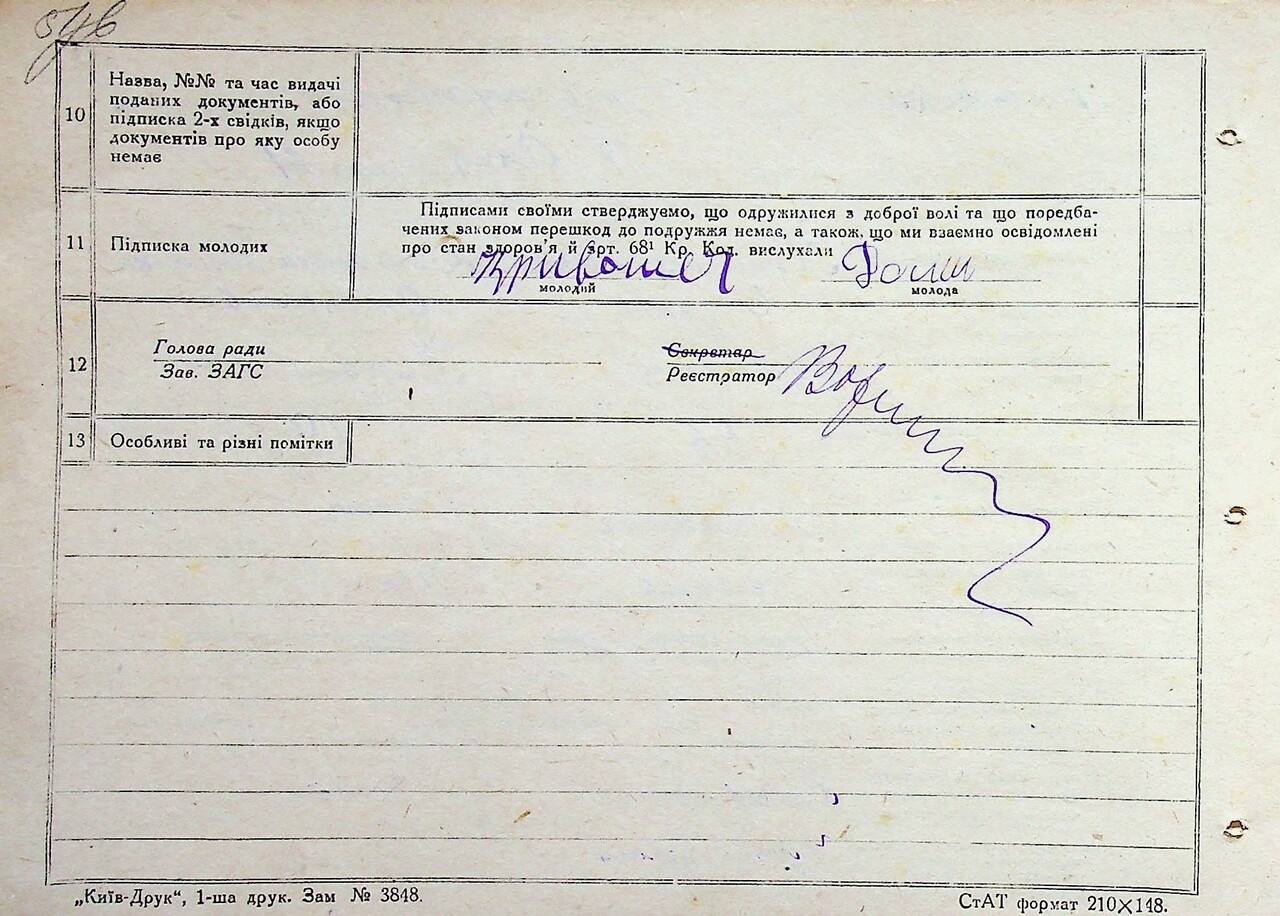 10
Назва, №№ та час видачі
поданих документів, або
підписка 2-х свідків, якщо
документів про яку особу
немає
11
Підписка молодих
Підписами своїми стверджуємо, що одружилися з доброї волі та що передба-
чених законом перешкод до подружжя немає, а також, що ми взаємно освідомлені
про стан здоров'я й арт. 68¹ Кр. Код. вислухали
молодий
молода
12
Голова ради
Зав. ЗАГС
Секретар
Реєстратор
13
Особливі та різні помітки
„Київ-Друк“, 1-ша друк. Зам № 3848.
СтАТ формат 210×148.